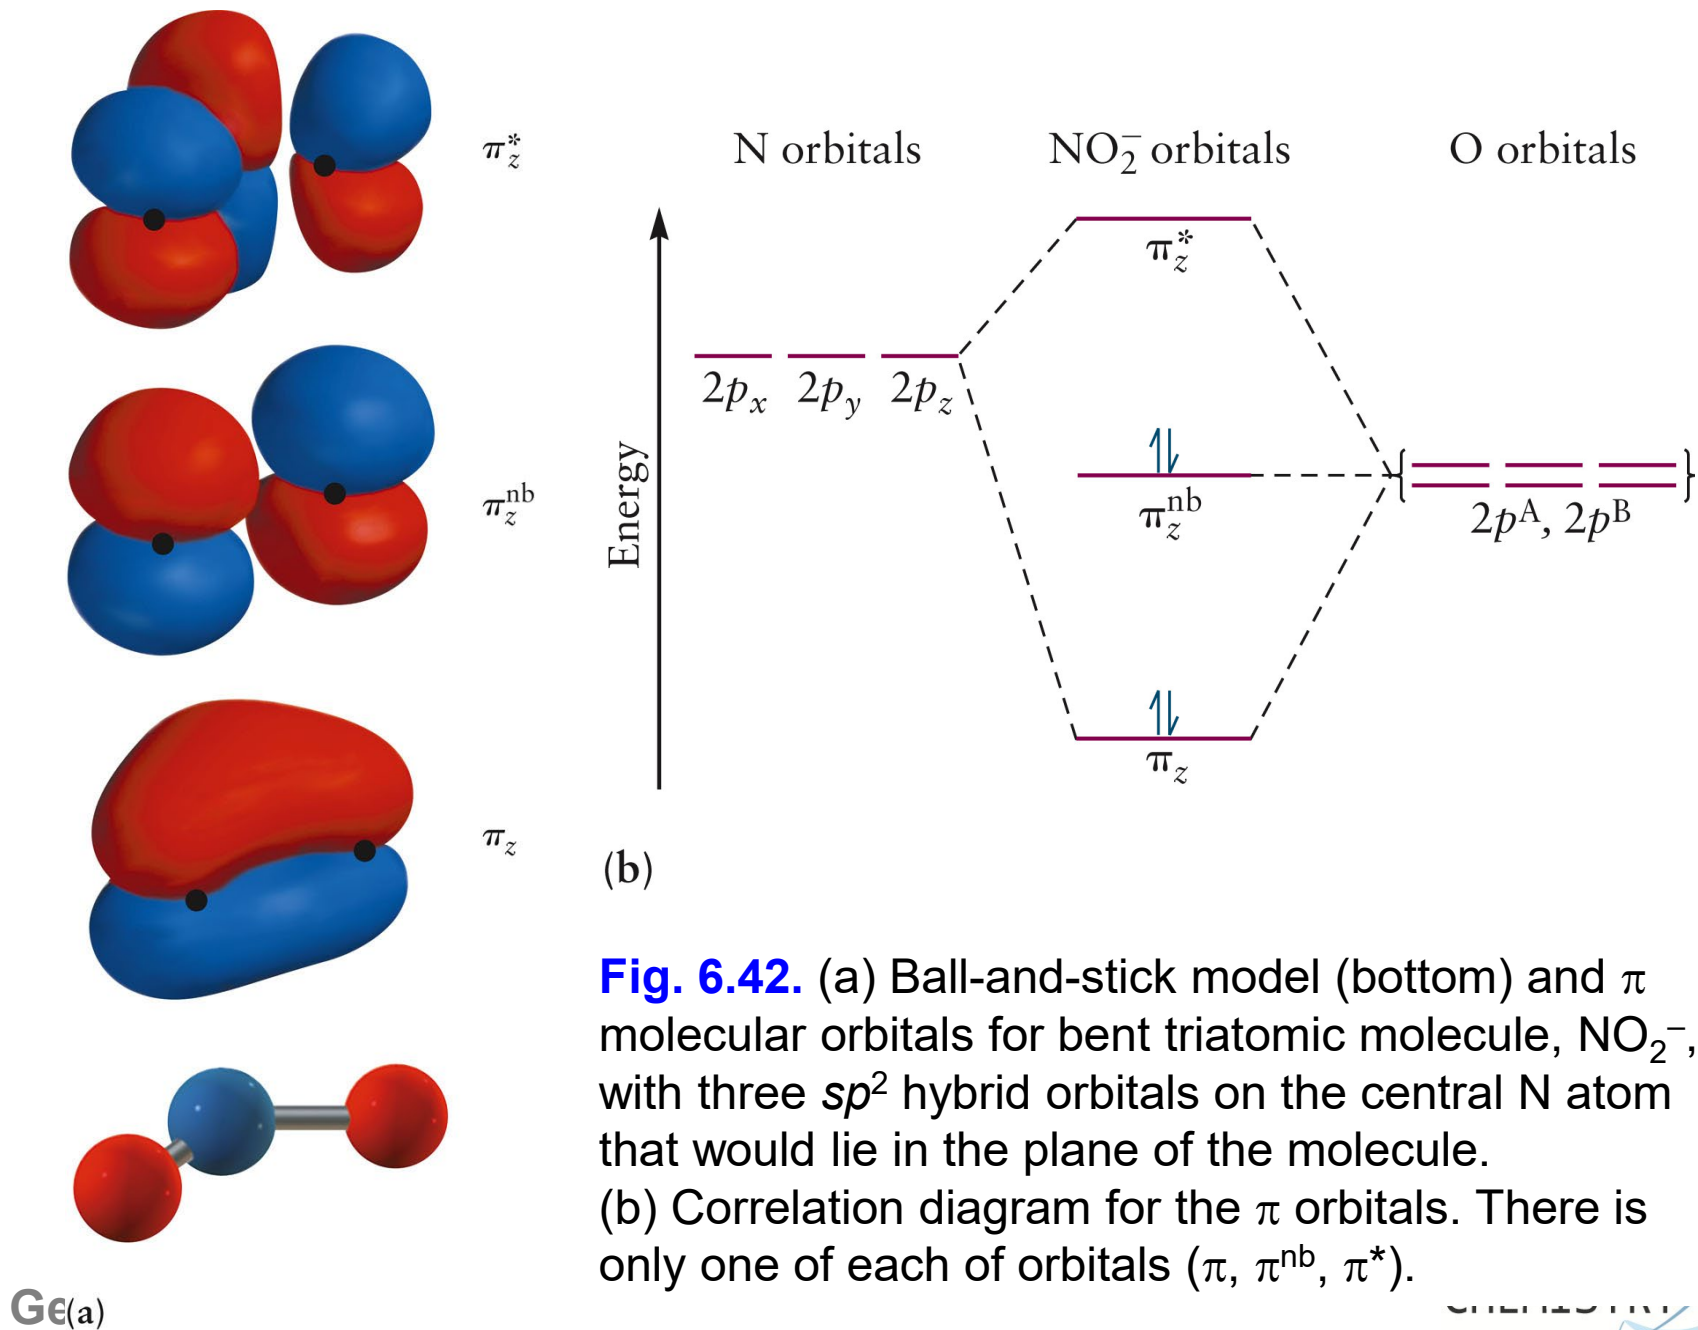 π*z
πnbz
πz
(a)
N orbitals
NO2− orbitals
O orbitals
Energy
π*z
2px 2py 2pz
πnbz
2pA, 2pB
πz
(b)
Fig. 6.42. (a) Ball-and-stick model (bottom) and π
molecular orbitals for bent triatomic molecule, NO2−,
with three sp2 hybrid orbitals on the central N atom
that would lie in the plane of the molecule.
(b) Correlation diagram for the π orbitals. There is
only one of each of orbitals (π, πnb, π*).
CHEMISTRY